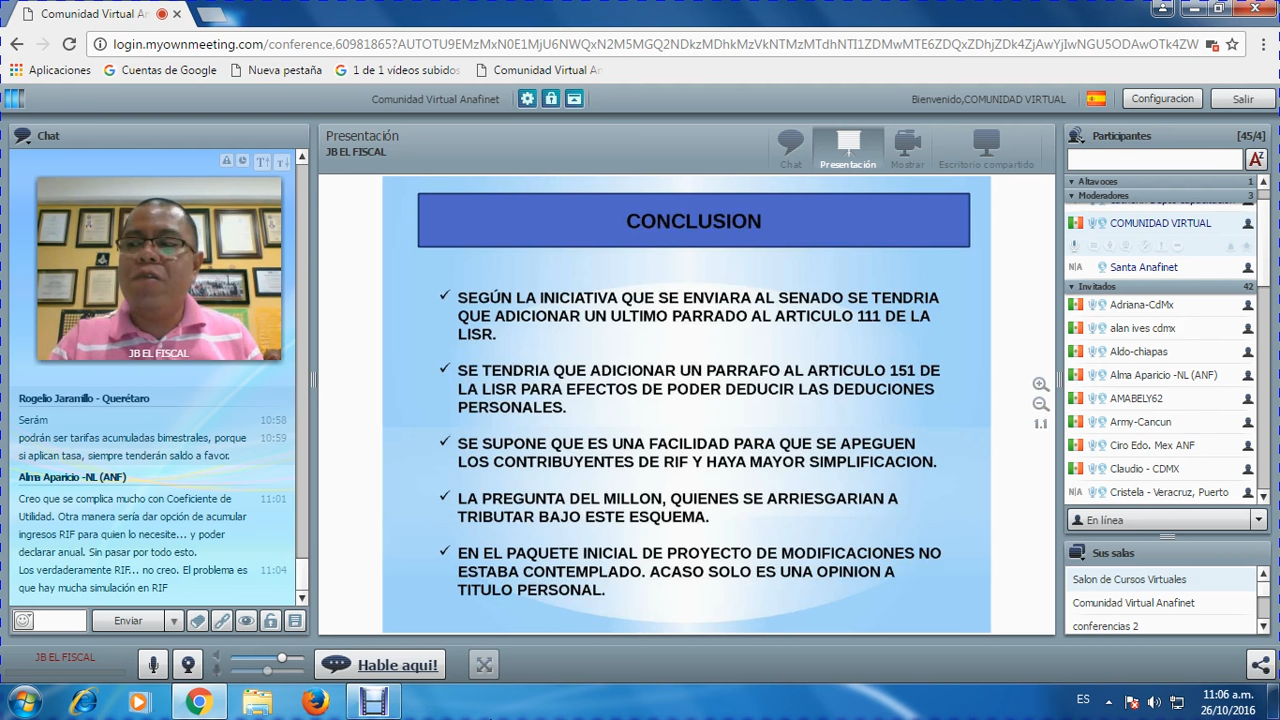 Comunidad Virtual Anafin
login.myownmeeting.com/conference,60981865?AUTOTU9EMzMxN0E1MjU6NWQxN2M5MGQ2NDkzMDhkMzVkNTMzMTdhNTI1ZDMwMTE6ZDQxZDhjZDk4ZjAwYjIwNGU5ODAwOTk4ZW
Aplicaciones
Cuentas de Google
Nueva pestaña
1 de 1 vídeos subidos
Comunidad Virtual An
Comunidad Virtual Anafinet
Bienvenido,COMUNIDAD VIRTUAL
Configuracion
Salir
Chat
JB EL FISCAL
Rogelio Jaramillo - Querétaro
Serám 10:58
podrán ser tarifas acumuladas bimestrales, porque 10:59
si aplican tasa, siempre tenderán saldo a favor.
Alma Aparicio -NL (ANF)
Creo que se complica mucho con Coeficiente de 11:01
Utilidad. Otra manera sería dar opción de acumular
ingresos RIF para quien lo necesite... y poder
declarar anual. Sin pasar por todo esto.
Los verdaderamente RIF... no creo. El problema es 11:04
que hay mucha simulación en RIF
Enviar
Presentación
JB EL FISCAL
Chat
Presentación
Mostrar
Escritorio compartido
CONCLUSION
✓ SEGÚN LA INICIATIVA QUE SE ENVIARA AL SENADO SE TENDRIA
QUE ADICIONAR UN ULTIMO PARRADO AL ARTICULO 111 DE LA
LISR.
✓ SE TENDRIA QUE ADICIONAR UN PARRAFO AL ARTICULO 151 DE
LA LISR PARA EFECTOS DE PODER DEDUCIR LAS DEDUCIONES
PERSONALES.
✓ SE SUPONE QUE ES UNA FACILIDAD PARA QUE SE APEGUEN
LOS CONTRIBUYENTES DE RIF Y HAYA MAYOR SIMPLIFICACION.
✓ LA PREGUNTA DEL MILLON, QUIENES SE ARRIESGARIAN A
TRIBUTAR BAJO ESTE ESQUEMA.
✓ EN EL PAQUETE INICIAL DE PROYECTO DE MODIFICACIONES NO
ESTABA CONTEMPLADO. ACASO SOLO ES UNA OPINION A
TITULO PERSONAL.
1.1
Participantes [45/4]
Altavoces 1
Moderadores 3
COMUNIDAD VIRTUAL
N/A Santa Anafinet
Invitados 42
Adriana-CdMx
alan ives cdmx
Aldo-chiapas
Alma Aparicio -NL (ANF)
AMABELY62
Army-Cancun
Ciro Edo. Mex ANF
Claudio - CDMX
N/A Cristela - Veracruz, Puerto
En línea
Sus salas
Salon de Cursos Virtuales
Comunidad Virtual Anafinet
conferencias 2
JB EL FISCAL
Hable aqui!
ES
11:06 a.m.
26/10/2016